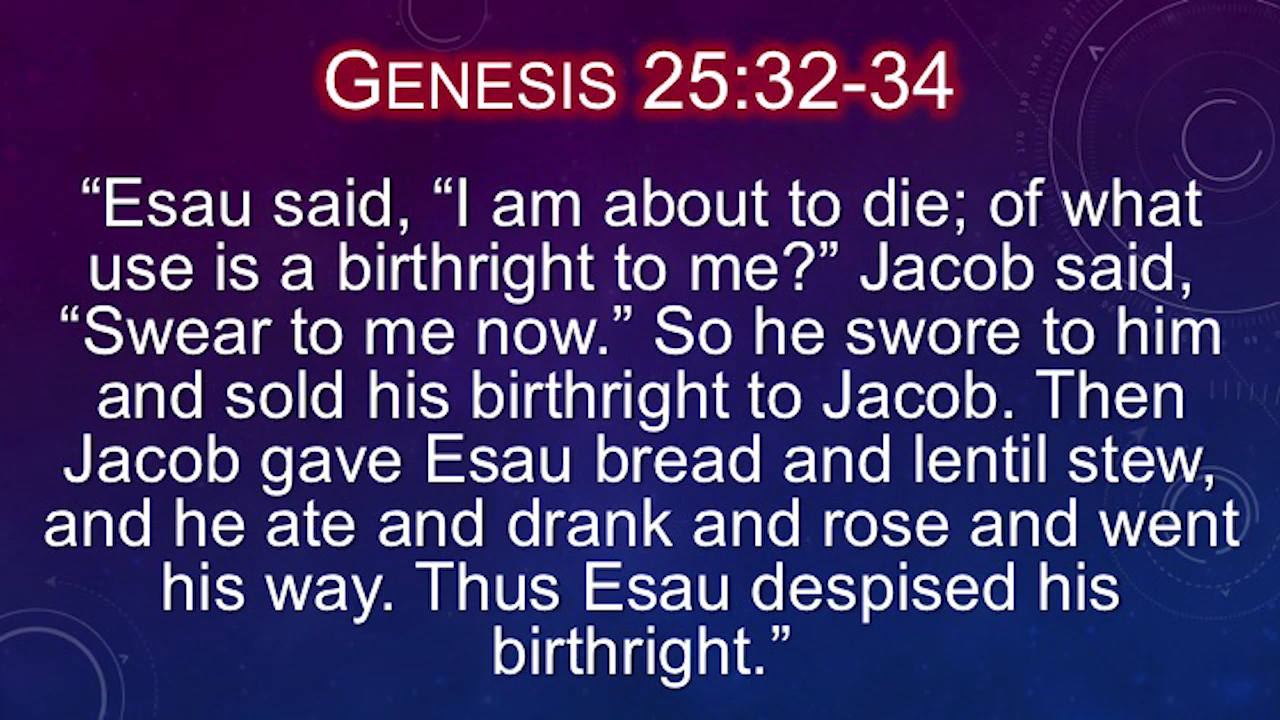 GENESIS 25:32-34
“Esau said, “I am about to die; of what
use is a birthright to me?” Jacob said,
“Swear to me now.” So he swore to him
and sold his birthright to Jacob. Then
Jacob gave Esau bread and lentil stew,
and he ate and drank and rose and went
his way. Thus Esau despised his
birthright.”